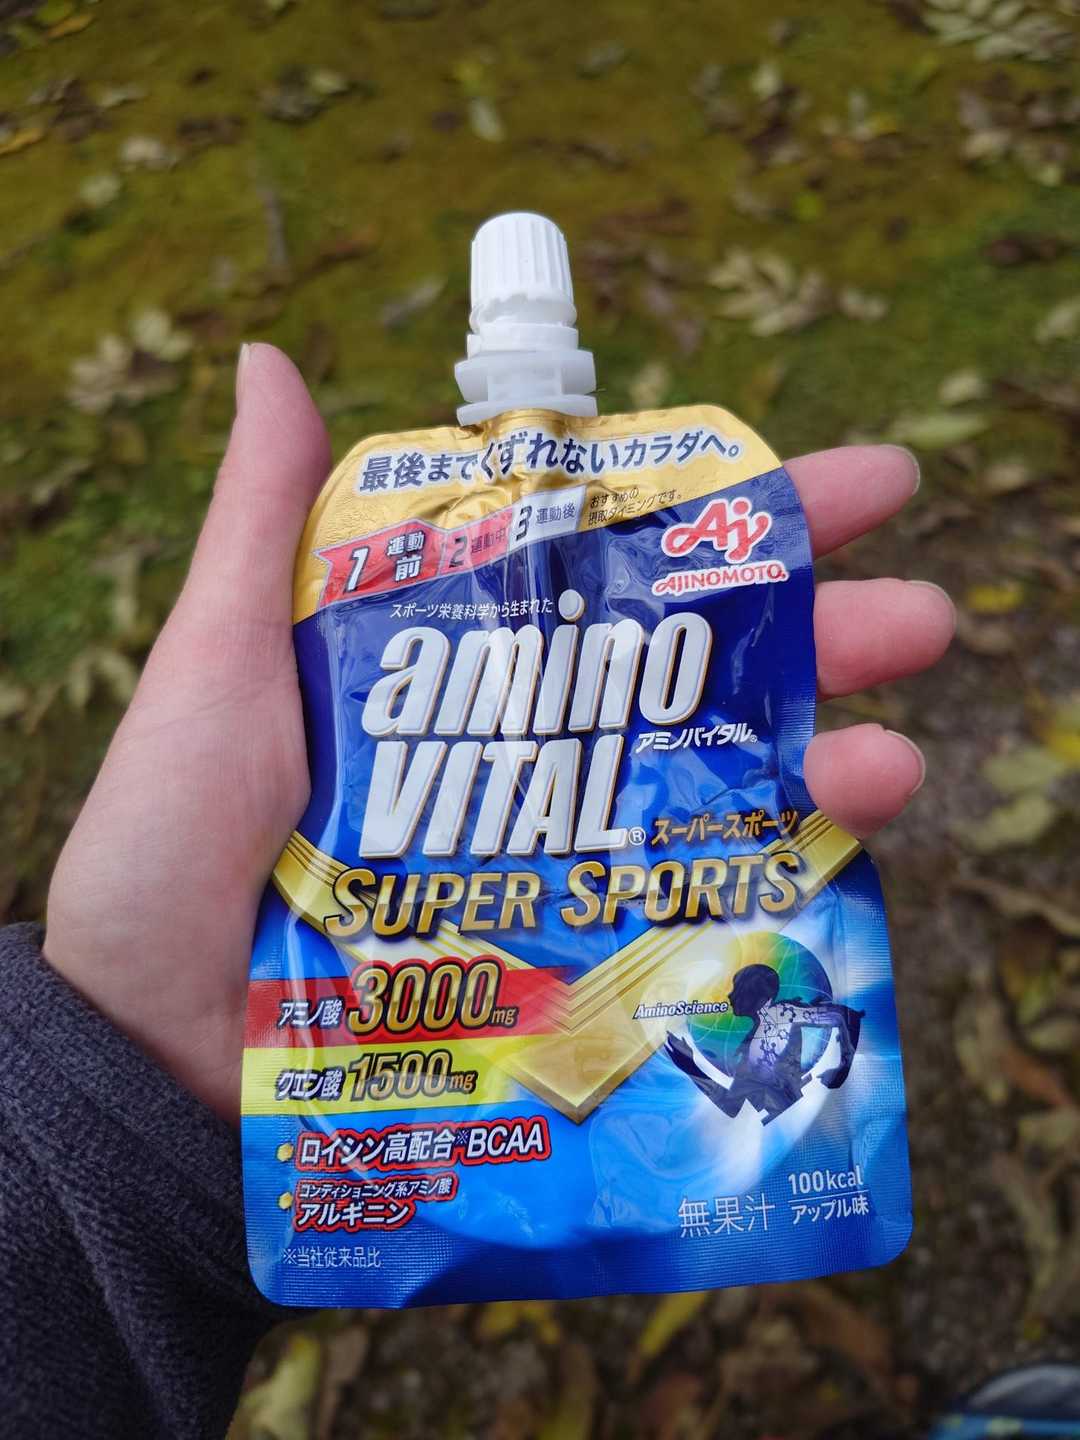 最後までくずれないカラダへ。
1 運動前 2 運動中 3 運動後
おすすめの
摂取タイミングです。
Aj
AJINOMOTO®
スポーツ栄養科学から生まれた
amino
VITAL®
アミノバイタル®
スーパースポーツ
SUPER SPORTS
アミノ酸 3000mg
クエン酸 1500mg
AminoScience
ロイシン高配合※BCAA
コンディショニング系アミノ酸
アルギニン
※当社従来品比
無果汁
100kcal
アップル味